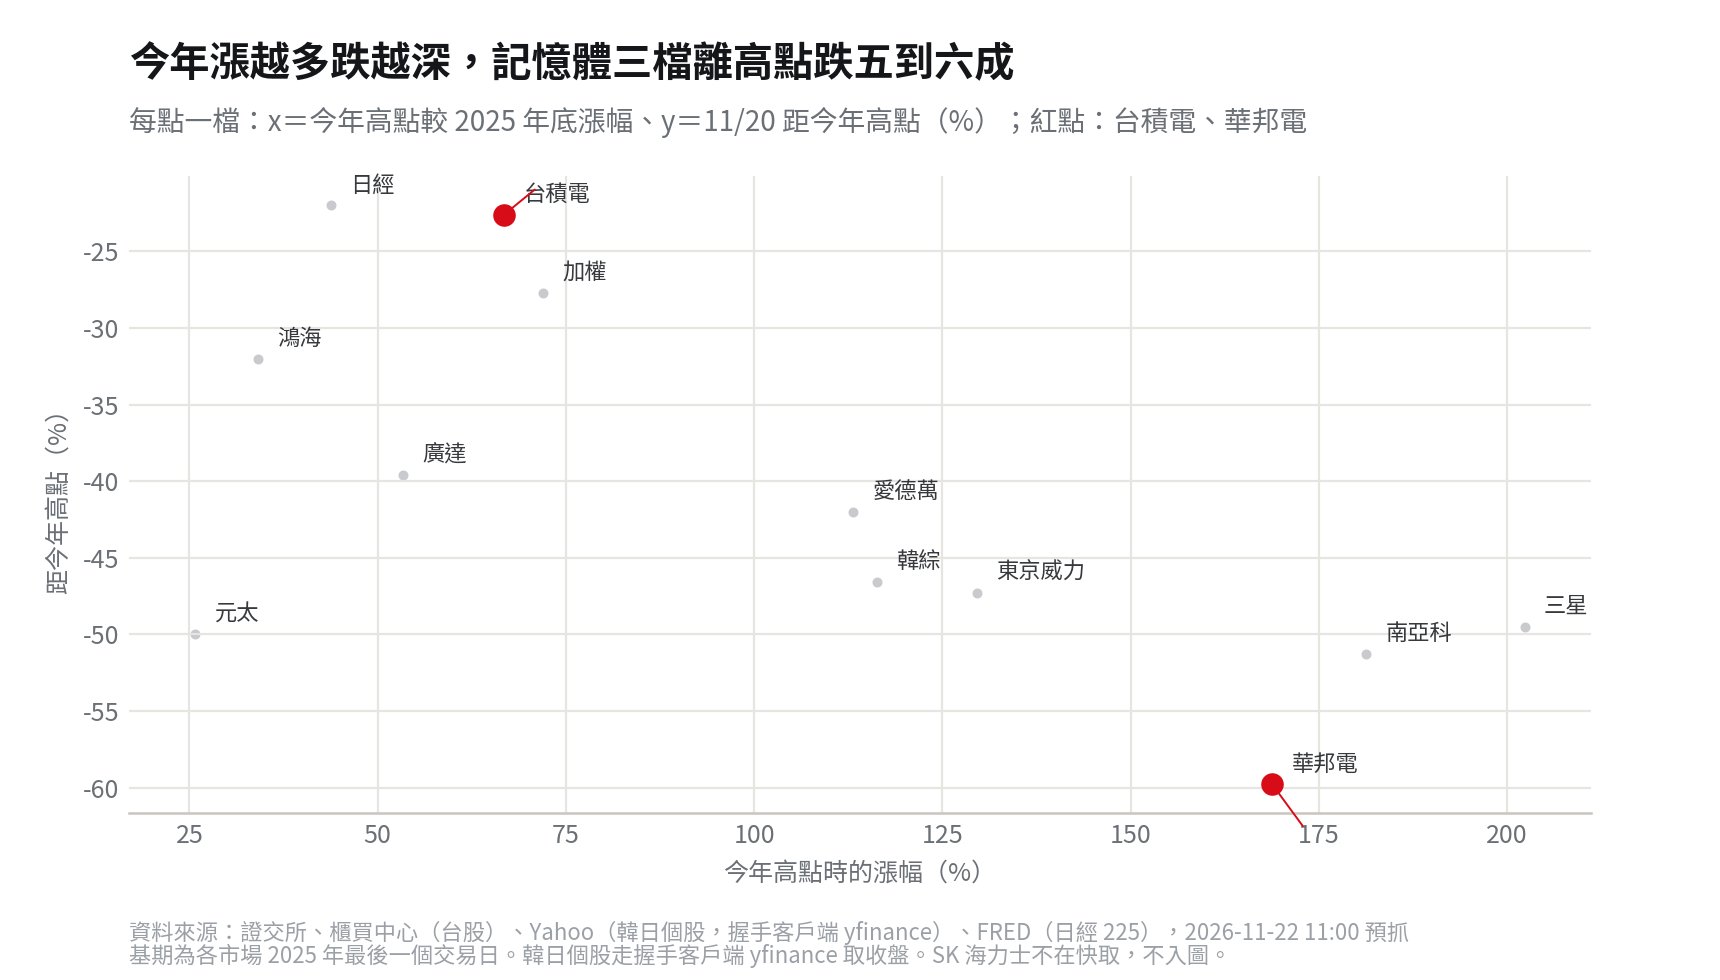 今年漲越多跌越深，記憶體三檔離高點跌五到六成
每點一檔：x＝今年高點較 2025 年底漲幅、y＝11/20 距今年高點（%）；紅點：台積電、華邦電
日經
台積電
加權
鴻海
廣達
愛德萬
韓綜
東京威力
元太
三星
南亞科
華邦電
-25
-30
-35
-40
-45
-50
-55
-60
距今年高點（%）
25 50 75 100 125 150 175 200
今年高點時的漲幅（%）
資料來源：證交所、櫃買中心（台股）、Yahoo（韓日個股，握手客戶端 yfinance）、FRED（日經 225），2026-11-22 11:00 預抓
基期為各市場 2025 年最後一個交易日。韓日個股走握手客戶端 yfinance 取收盤。SK 海力士不在快取，不入圖。